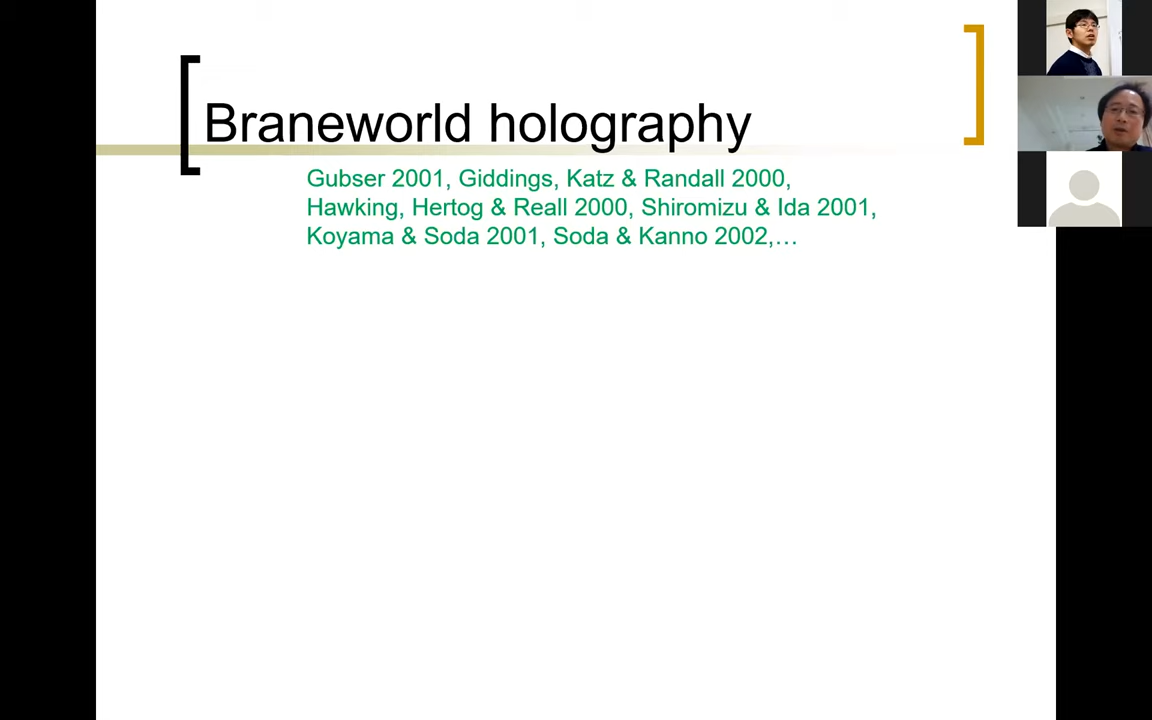 Braneworld holography
Gubser 2001, Giddings, Katz & Randall 2000,
Hawking, Hertog & Reall 2000, Shiromizu & Ida 2001,
Koyama & Soda 2001, Soda & Kanno 2002,…